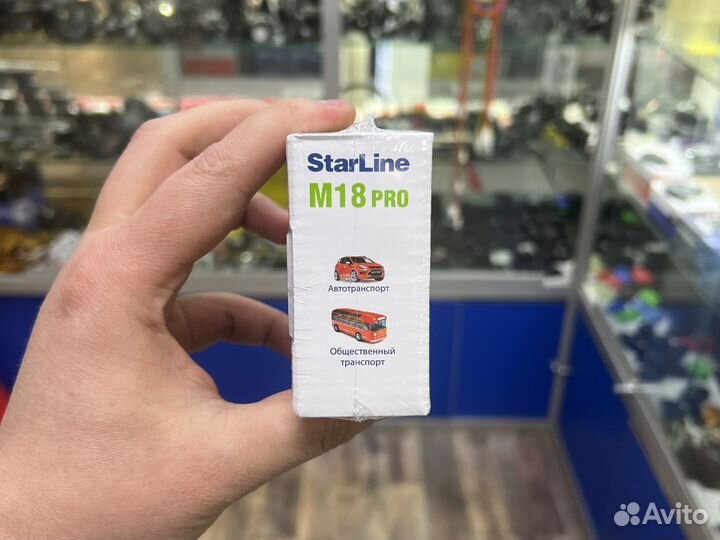 StarLine
M18 PRO
Автотранспорт
Общественный
транспорт
Avito